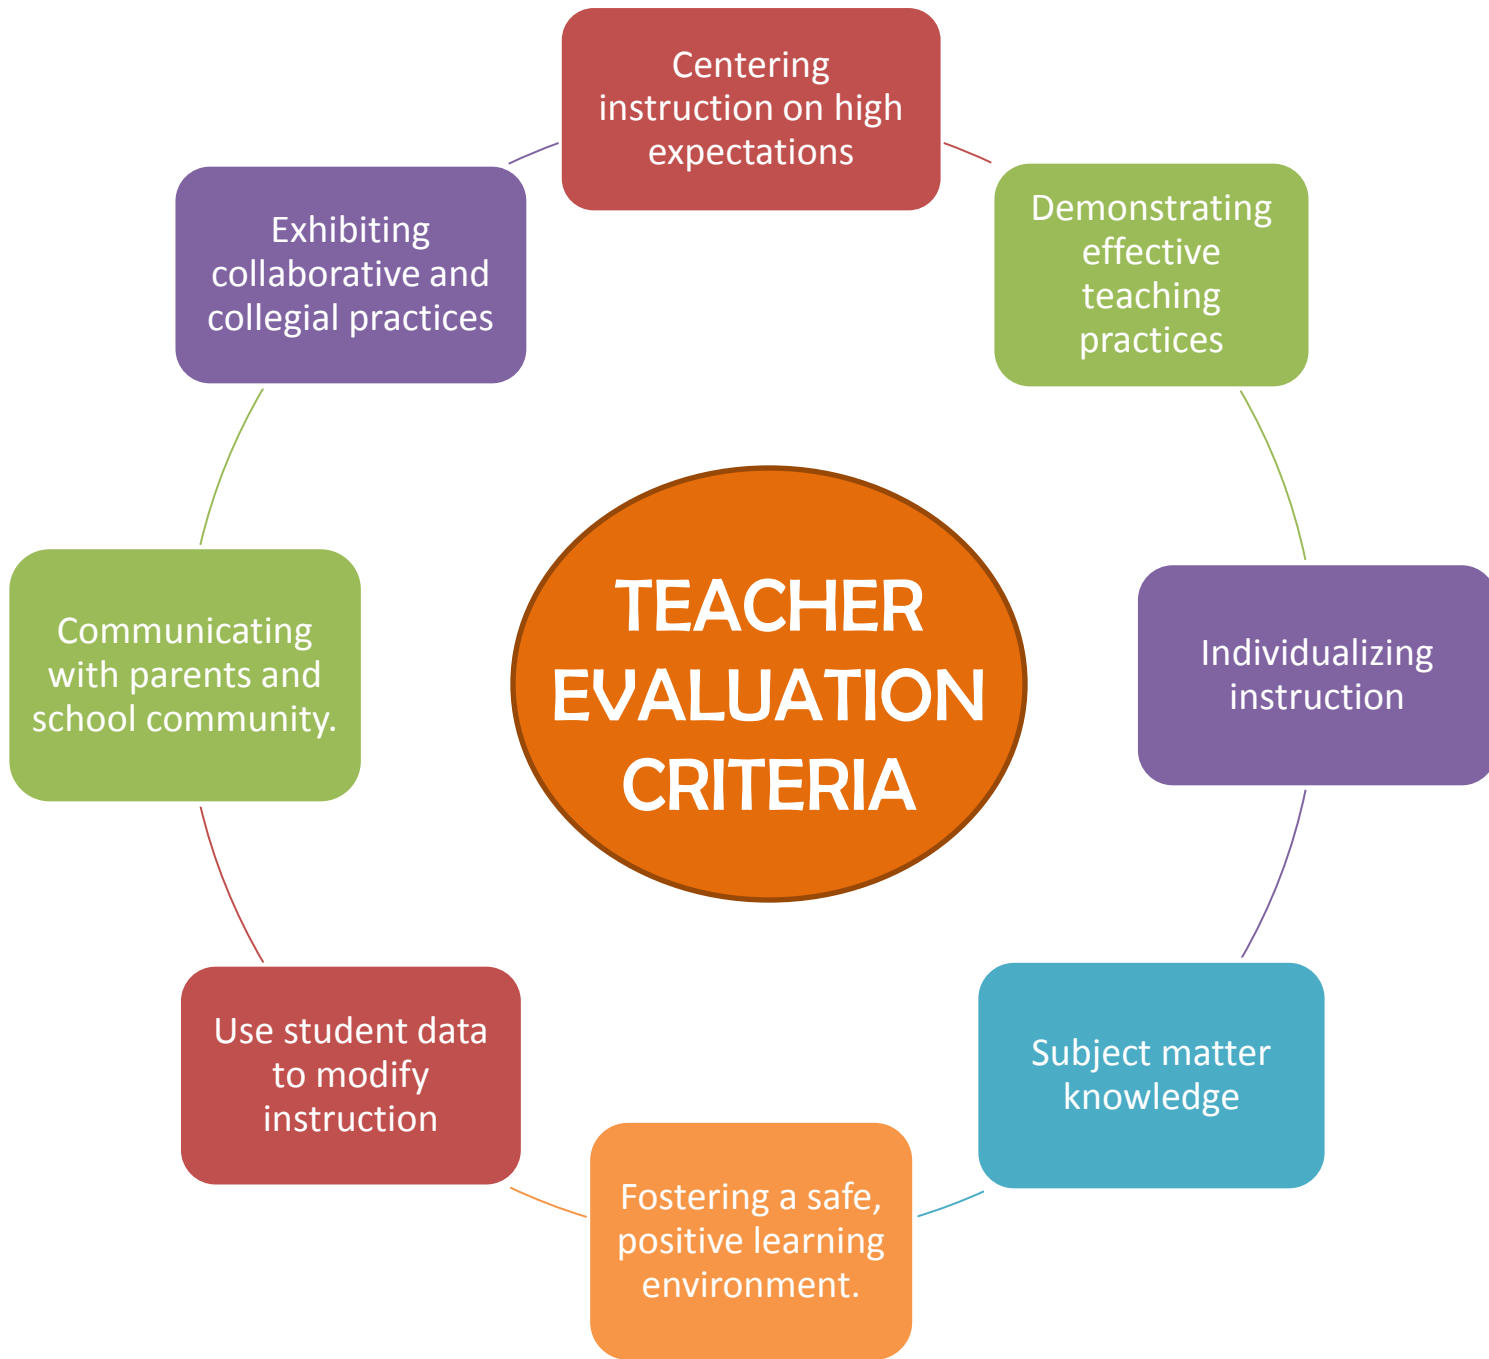 Centering
instruction on high
expectations
Demonstrating
effective
teaching
practices
Individualizing
instruction
Subject matter
knowledge
Fostering a safe,
positive learning
environment.
Use student data
to modify
instruction
Communicating
with parents and
school community.
Exhibiting
collaborative and
collegial practices
TEACHER
EVALUATION
CRITERIA